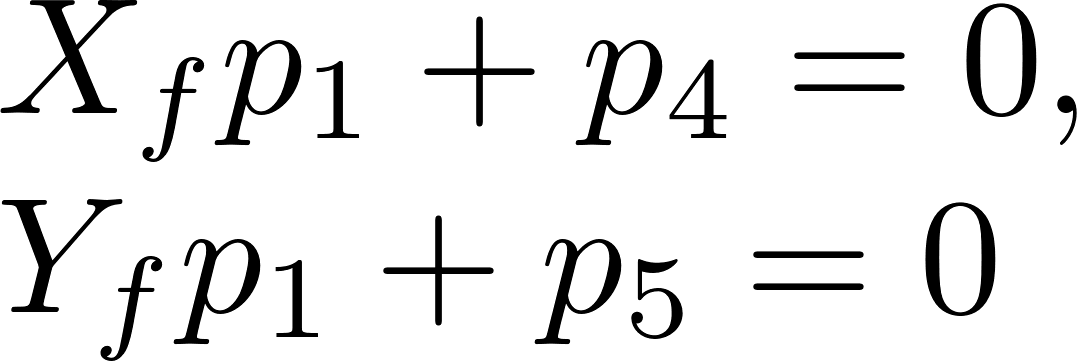 X_f p_1 + p_4 = 0,
Y_f p_1 + p_5 = 0